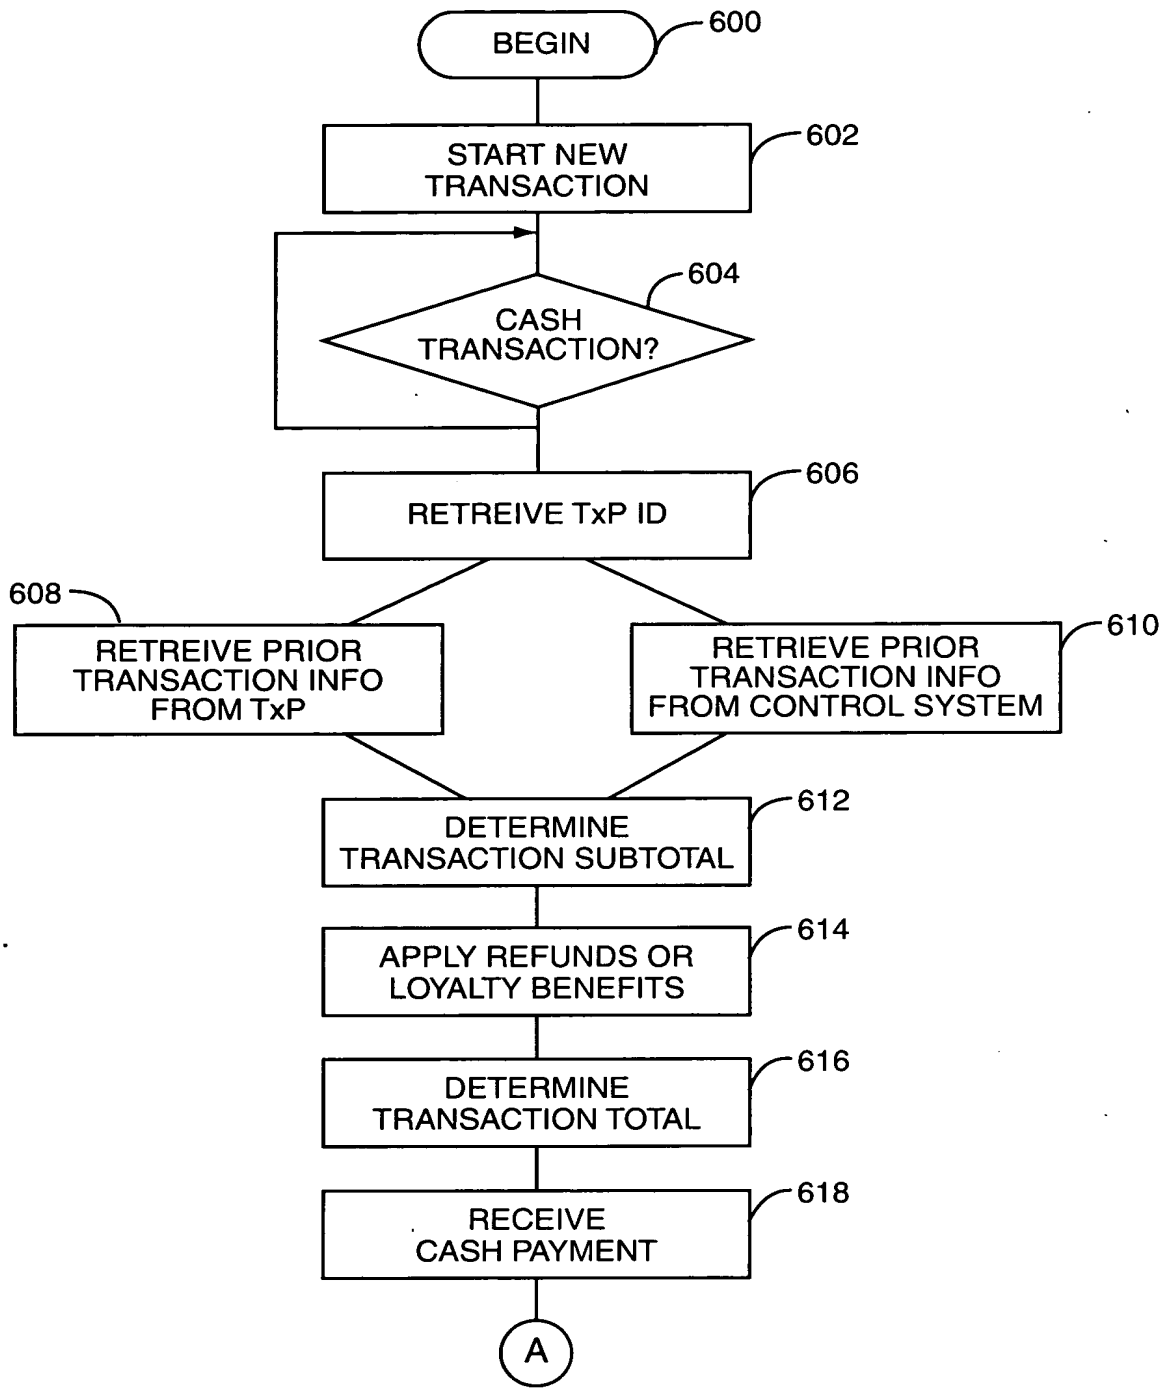 BEGIN
600
START NEW
TRANSACTION
602
CASH
TRANSACTION?
604
RETREIVE TxP ID
606
608
RETREIVE PRIOR
TRANSACTION INFO
FROM TxP
RETRIEVE PRIOR
TRANSACTION INFO
FROM CONTROL SYSTEM
610
DETERMINE
TRANSACTION SUBTOTAL
612
APPLY REFUNDS OR
LOYALTY BENEFITS
614
DETERMINE
TRANSACTION TOTAL
616
RECEIVE
CASH PAYMENT
618
A